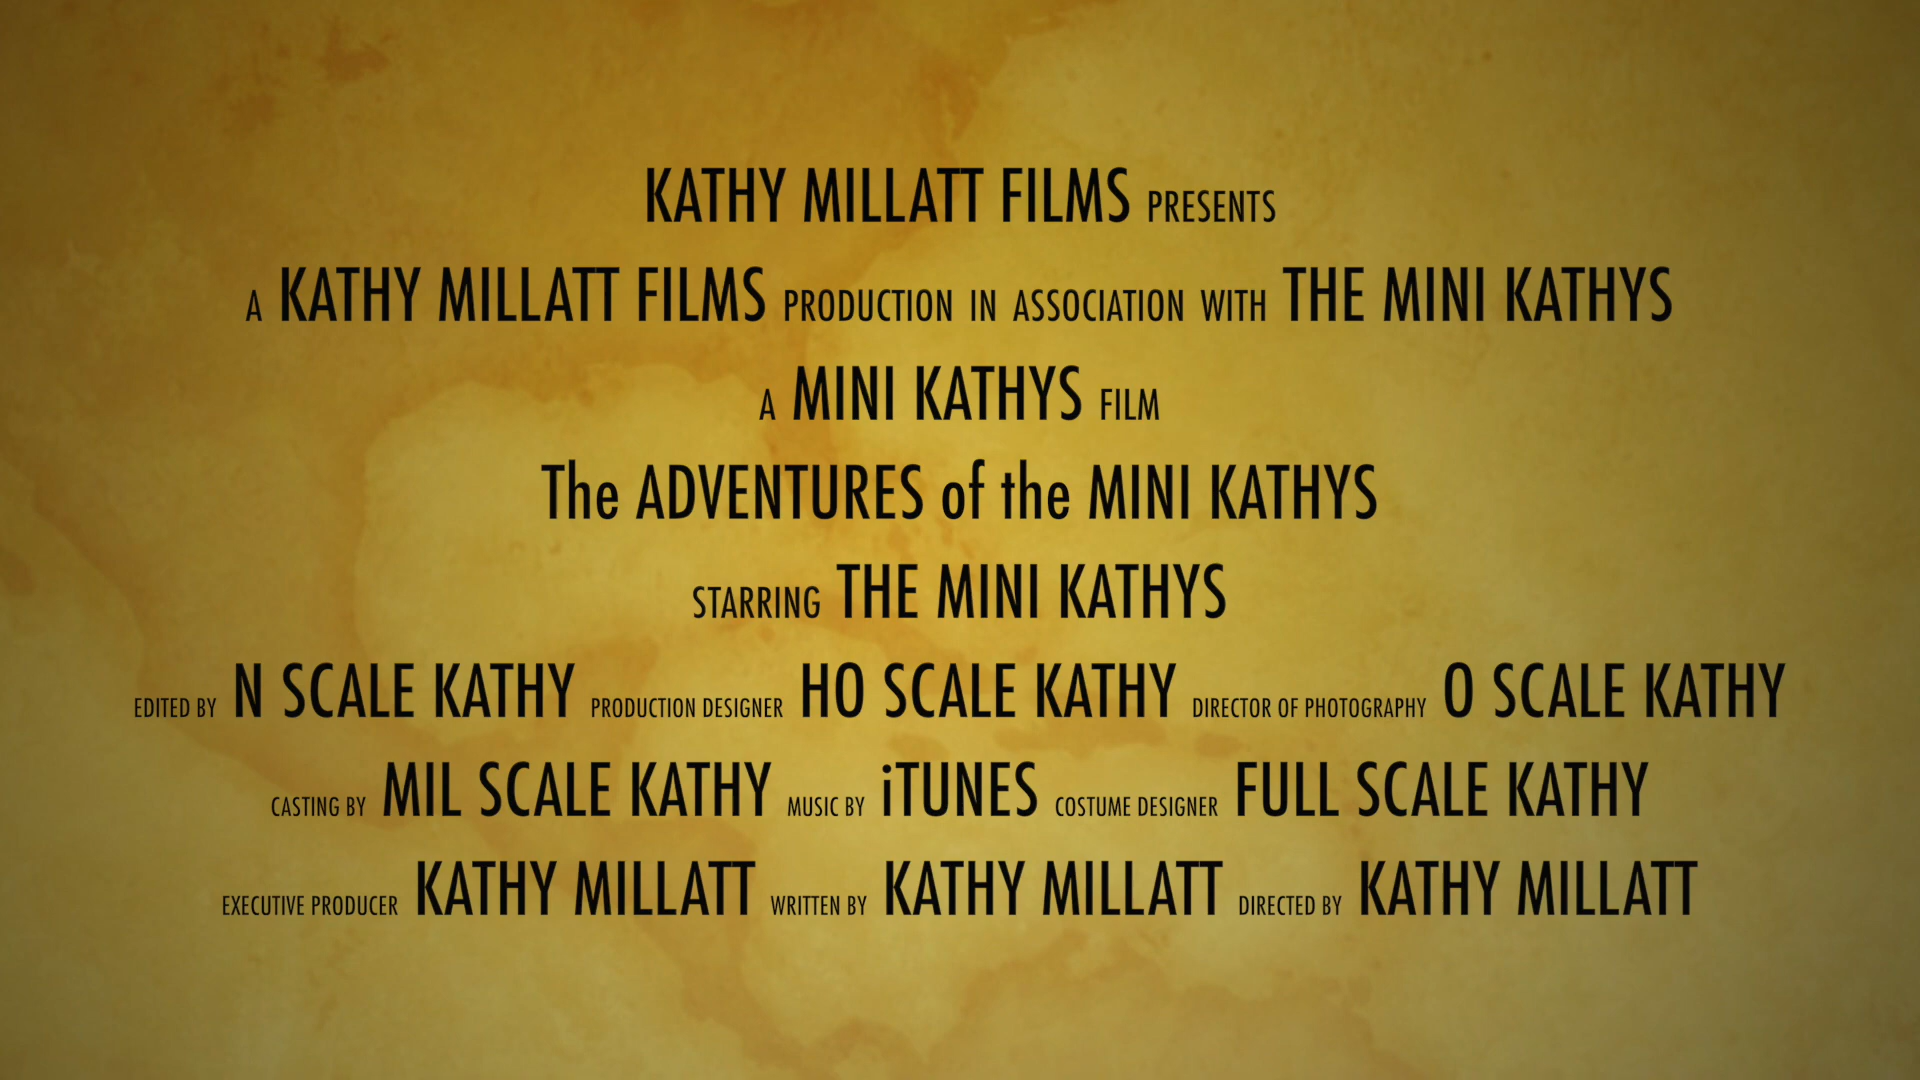 KATHY MILLATT FILMS PRESENTS
A KATHY MILLATT FILMS PRODUCTION IN ASSOCIATION WITH THE MINI KATHYS
A MINI KATHYS FILM
The ADVENTURES of the MINI KATHYS
STARRING THE MINI KATHYS
EDITED BY N SCALE KATHY PRODUCTION DESIGNER HO SCALE KATHY DIRECTOR OF PHOTOGRAPHY O SCALE KATHY
CASTING BY MIL SCALE KATHY MUSIC BY iTUNES COSTUME DESIGNER FULL SCALE KATHY
EXECUTIVE PRODUCER KATHY MILLATT WRITTEN BY KATHY MILLATT DIRECTED BY KATHY MILLATT